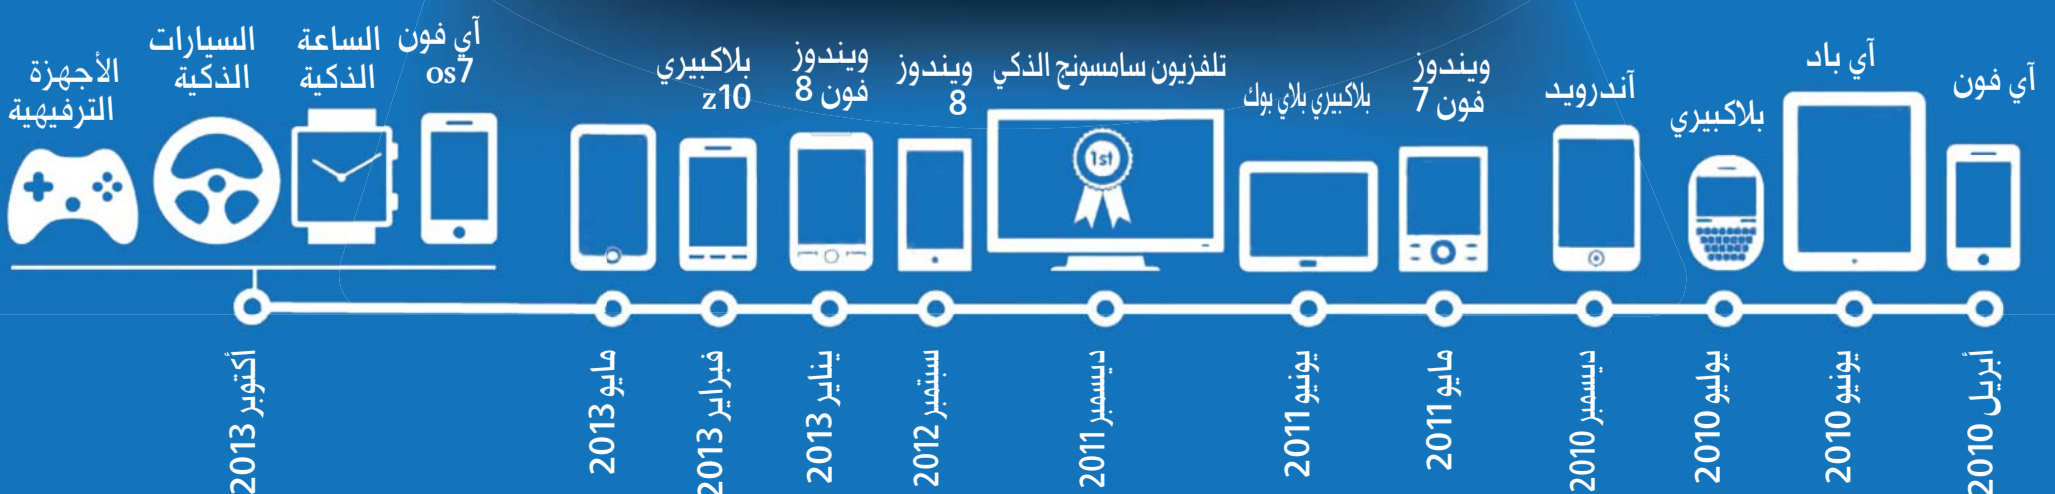 آي فون
آي باد
بلاكبيري
آندرويد
ويندوز
فون 7
بلاكبيري بلاي بوك
تلفزيون سامسونج الذكي
1st
ويندوز
8
ويندوز
فون 8
بلاكبيري
z10
آي فون
os7
الساعة
الذكية
السيارات
الذكية
الأجهزة
الترفيهية
أبريل 2010
يونيو 2010
يوليو 2010
ديسمبر 2010
مايو 2011
يونيو 2011
ديسمبر 2011
سبتمبر 2012
يناير 2013
فبراير 2013
مايو 2013
أكتوبر 2013